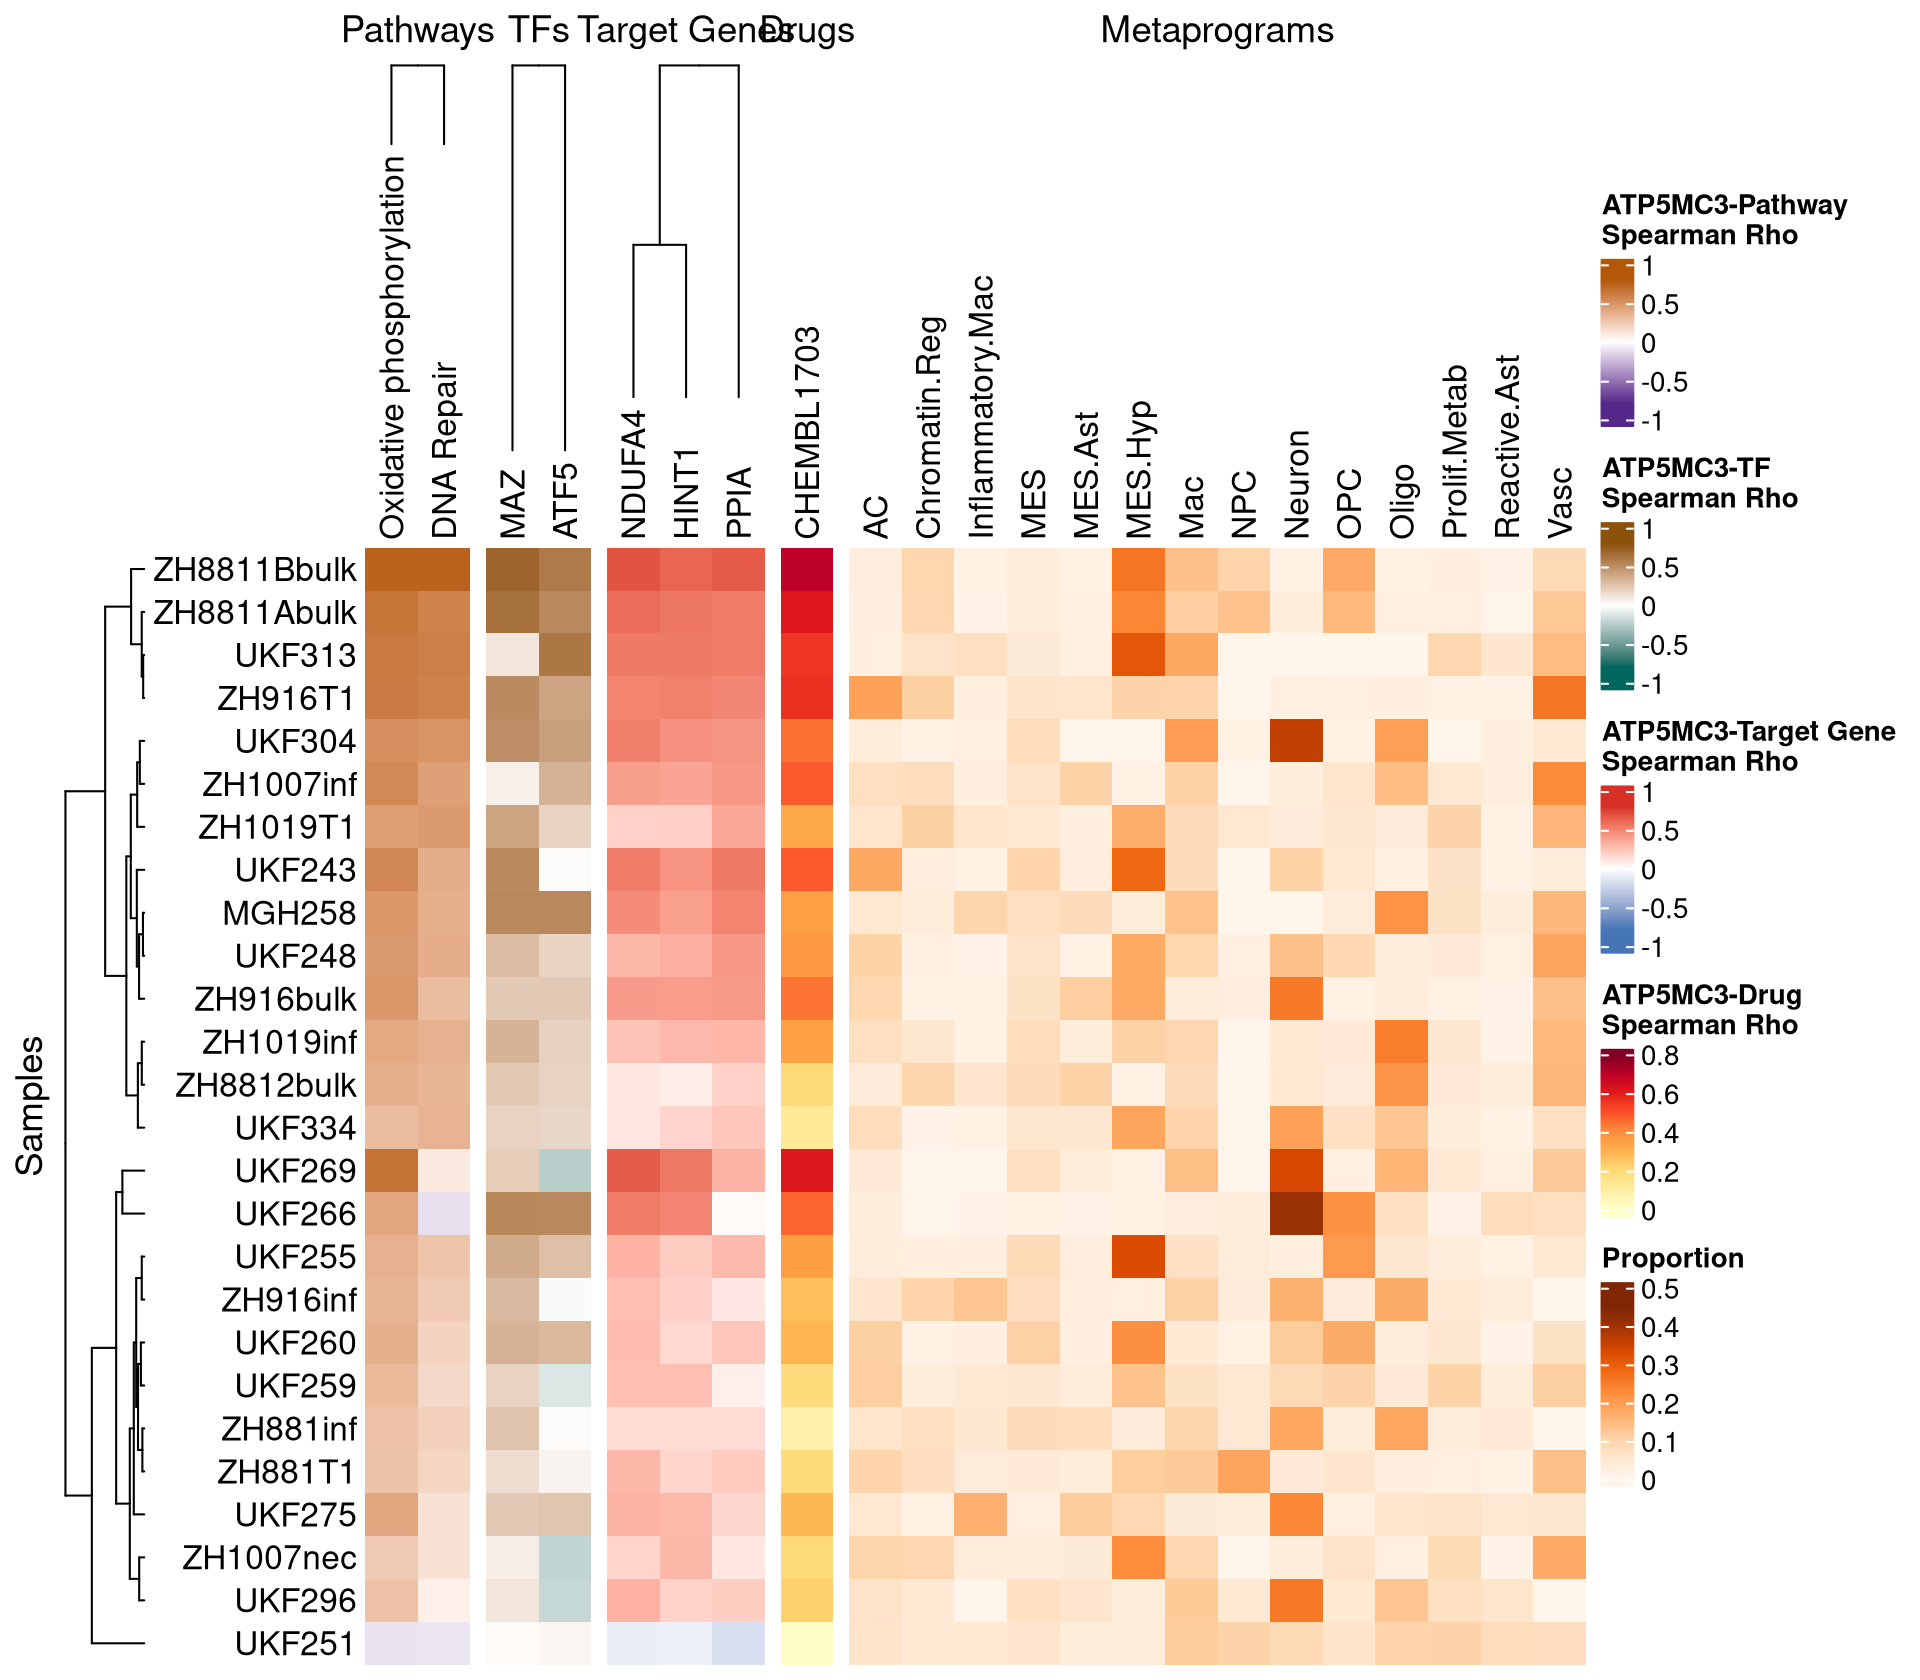 Pathways TFs Target Genes Drugs Metaprograms
Oxidative phosphorylation
DNA Repair
MAZ
ATF5
NDUFA4
HINT1
PPIA
CHEMBL1703
AC
Chromatin.Reg
Inflammatory.Mac
MES
MES.Ast
MES.Hyp
Mac
NPC
Neuron
OPC
Oligo
Prolif.Metab
Reactive.Ast
Vasc
Samples
ZH8811Bbulk
ZH8811Abulk
UKF313
ZH916T1
UKF304
ZH1007inf
ZH1019T1
UKF243
MGH258
UKF248
ZH916bulk
ZH1019inf
ZH8812bulk
UKF334
UKF269
UKF266
UKF255
ZH916inf
UKF260
UKF259
ZH881inf
ZH881T1
UKF275
ZH1007nec
UKF296
UKF251
ATP5MC3-Pathway
Spearman Rho
1
0.5
0
-0.5
-1
ATP5MC3-TF
Spearman Rho
1
0.5
0
-0.5
-1
ATP5MC3-Target Gene
Spearman Rho
1
0.5
0
-0.5
-1
ATP5MC3-Drug
Spearman Rho
0.8
0.6
0.4
0.2
0
Proportion
0.5
0.4
0.3
0.2
0.1
0